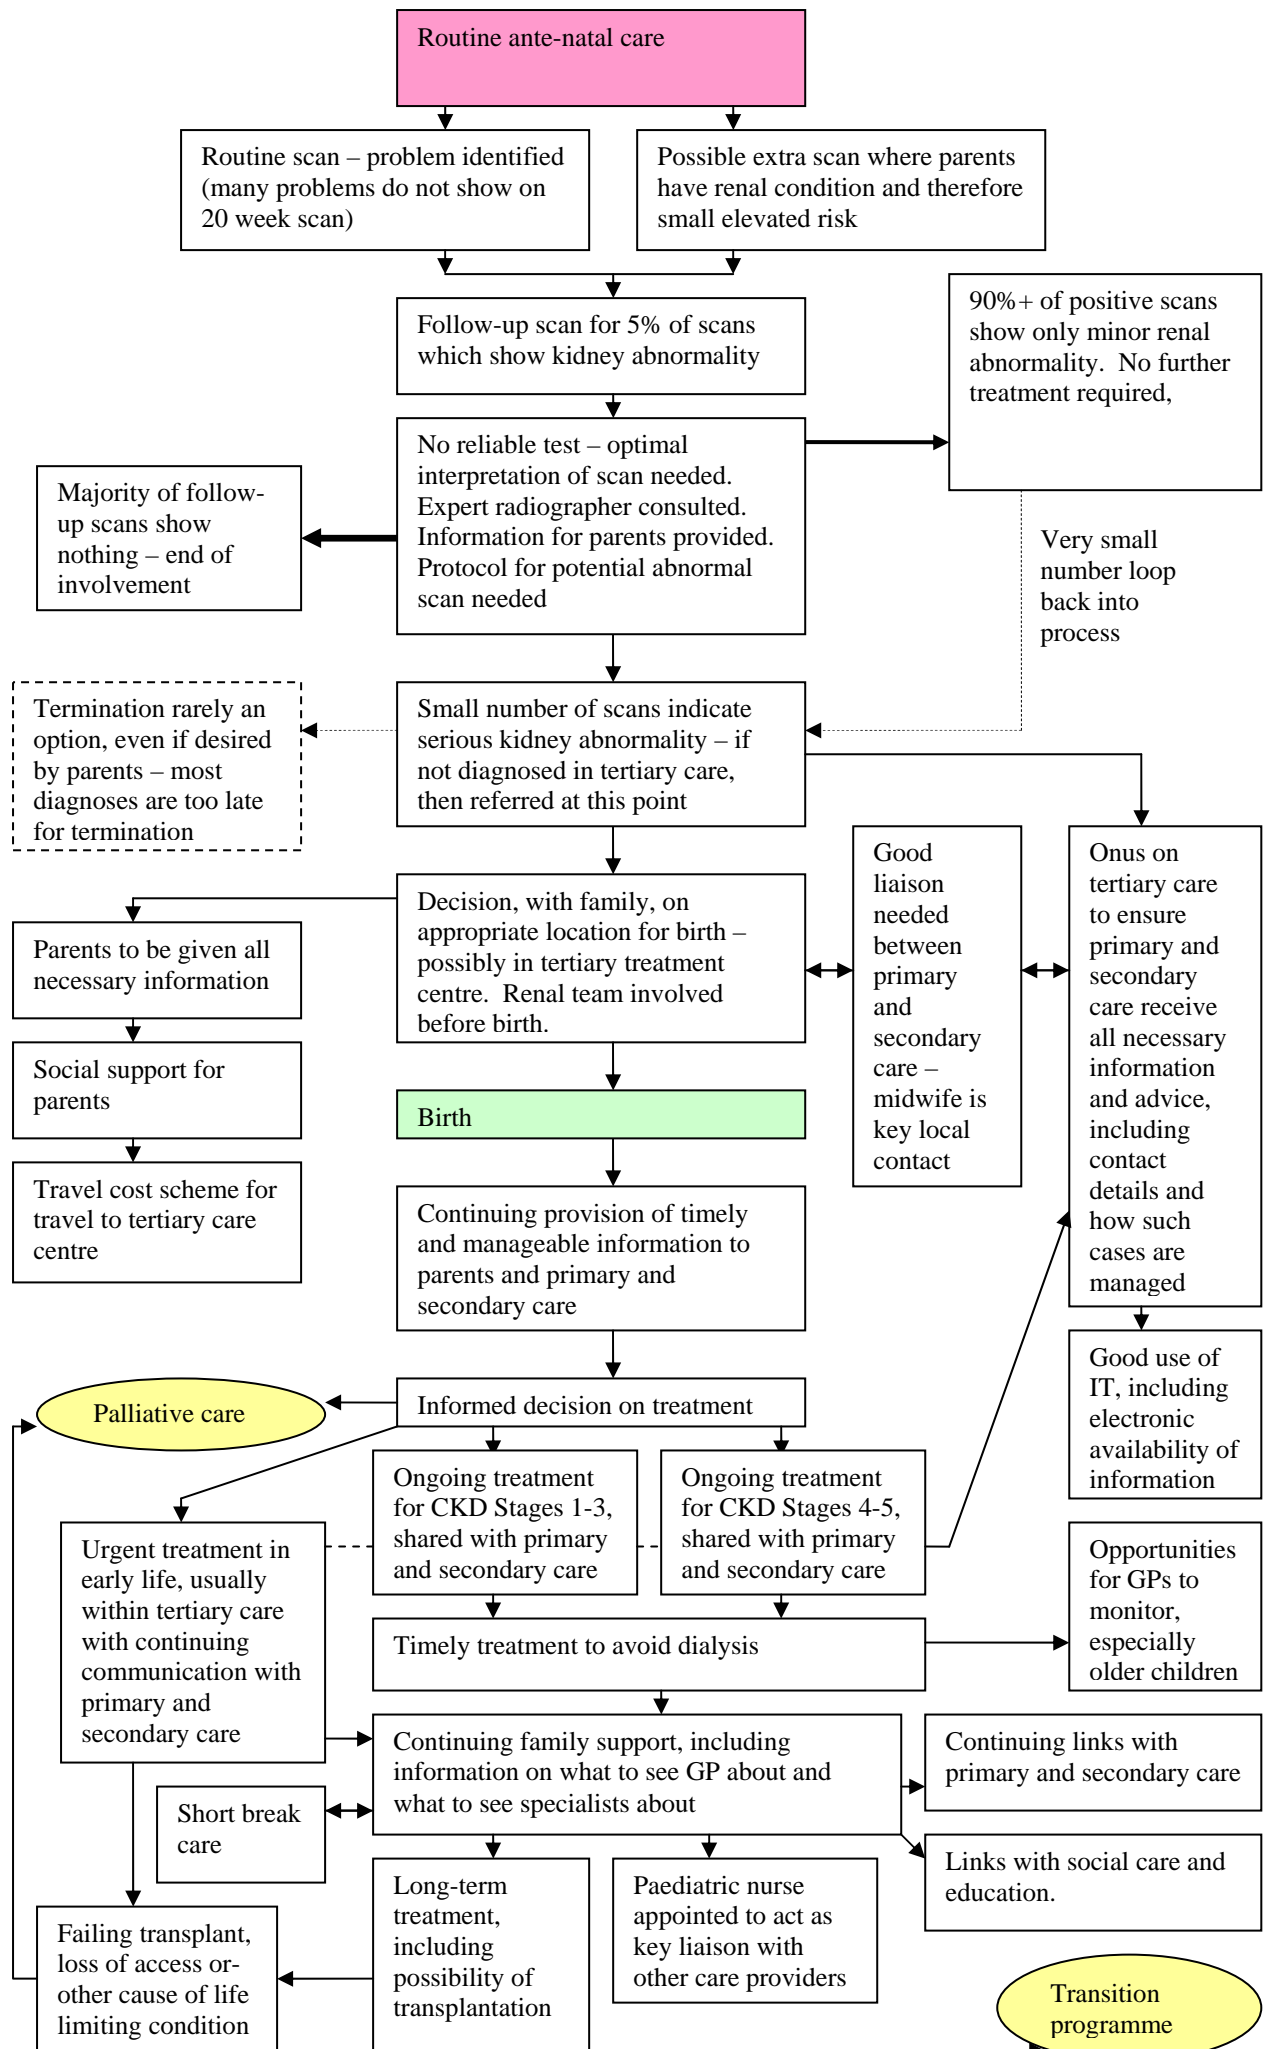 Routine ante-natal care
Routine scan – problem identified
(many problems do not show on
20 week scan)
Possible extra scan where parents
have renal condition and therefore
small elevated risk
Follow-up scan for 5% of scans
which show kidney abnormality
90%+ of positive scans
show only minor renal
abnormality.  No further
treatment required,
No reliable test – optimal
interpretation of scan needed.
Expert radiographer consulted.
Information for parents provided.
Protocol for potential abnormal
scan needed
Majority of follow-
up scans show
nothing – end of
involvement
Very small
number loop
back into
process
Termination rarely an
option, even if desired
by parents – most
diagnoses are too late
for termination
Small number of scans indicate
serious kidney abnormality – if
not diagnosed in tertiary care,
then referred at this point
Good
liaison
needed
between
primary
and
secondary
care –
midwife is
key local
contact
Onus on
tertiary care
to ensure
primary and
secondary
care receive
all necessary
information
and advice,
including
contact
details and
how such
cases are
managed
Decision, with family, on
appropriate location for birth –
possibly in tertiary treatment
centre.  Renal team involved
before birth.
Parents to be given all
necessary information
Social support for
parents
Travel cost scheme for
travel to tertiary care
centre
Birth
Continuing provision of timely
and manageable information to
parents and primary and
secondary care
Good use of
IT, including
electronic
availability of
information
Palliative care
Informed decision on treatment
Ongoing treatment
for CKD Stages 1-3,
shared with primary
and secondary care
Ongoing treatment
for CKD Stages 4-5,
shared with primary
and secondary care
Urgent treatment in
early life, usually
within tertiary care
with continuing
communication with
primary and
secondary care
Opportunities
for GPs to
monitor,
especially
older children
Timely treatment to avoid dialysis
Continuing family support, including
information on what to see GP about and
what to see specialists about
Continuing links with
primary and secondary care
Short break
care
Links with social care and
education.
Long-term
treatment,
including
possibility of
transplantation
Paediatric nurse
appointed to act as
key liaison with
other care providers
Failing transplant,
loss of access or-
other cause of life
limiting condition
Transition
programme